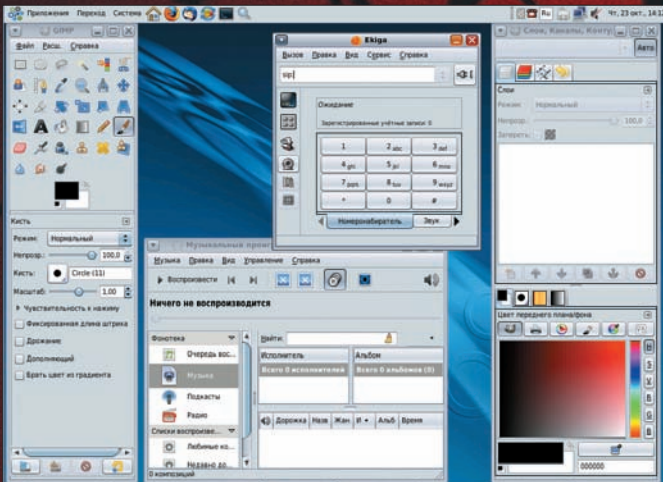 Приложения Переход Система
Ru
Чт, 23 окт., 14:12
GIMP
Файл Расш. Справка
Кисть
Режим: Нормальный
Непрозр.: 100,0
Кисть: Circle (11)
Масштаб: 1,00
Чувствительность к нажиму
Фиксированная длина штриха
Дрожание
Дополняющий
Брать цвет из градиента
Ekiga
Вызов Правка Вид Сервис Справка
sip:
Ожидание
Зарегистрированные учётные записи: 0
1 2 abc 3 def
4 ghi 5 jkl 6 mno
7 pqrs 8 tuv 9 wxyz
* 0 #
Номеронабиратель Звук
Музыкальный прои
Музыка Правка Вид Управление Справка
Воспроизвести
Ничего не воспроизводится
Фонотека
Очередь вос...
Музыка
Подкасты
Радио
Списки воспроизве...
Любимые ко...
Недавно до...
Найти:
Исполнитель Альбом
Всего 0 исполнителей Всего 0 альбомов (0)
Дорожка Назв Жан И Альб Время
0 композиций
Слои, Каналы, Конту
Авто
Слои
Режим: Нормальный
Непрозр.: 100,0
Запереть:
Цвет переднего плана/фона
H
S
V
R
G
B
000000